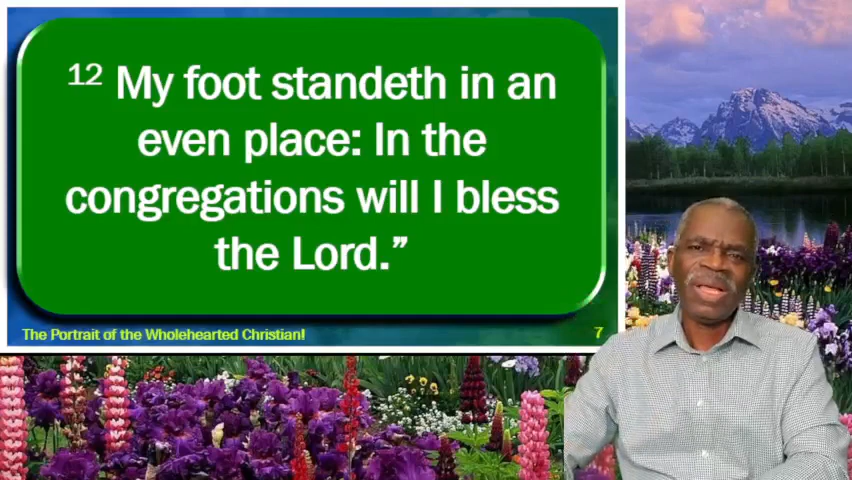 12 My foot standeth in an
even place: In the
congregations will I bless
the Lord.”
The Portrait of the Wholehearted Christian!
7